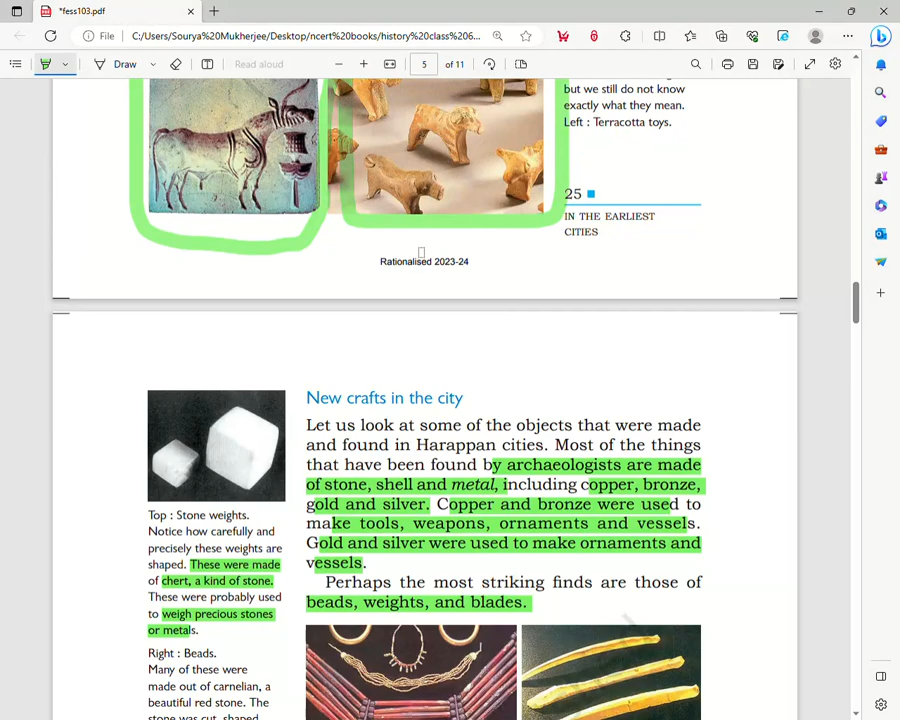 *fess103.pdf
File
C:/Users/Sourya%20Mukherjee/Desktop/ncert%20books/history%20class%206...
Draw
Read aloud
5 of 11
but we still do not know
exactly what they mean.
Left : Terracotta toys.
25
IN THE EARLIEST
CITIES
Rationalised 2023-24
New crafts in the city
Let us look at some of the objects that were made
and found in Harappan cities. Most of the things
that have been found by archaeologists are made
of stone, shell and metal, including copper, bronze,
gold and silver. Copper and bronze were used to
make tools, weapons, ornaments and vessels.
Gold and silver were used to make ornaments and
vessels.
Perhaps the most striking finds are those of
beads, weights, and blades.
Top : Stone weights.
Notice how carefully and
precisely these weights are
shaped. These were made
of chert, a kind of stone.
These were probably used
to weigh precious stones
or metals.
Right : Beads.
Many of these were
made out of carnelian, a
beautiful red stone. The
stone was cut, shaped